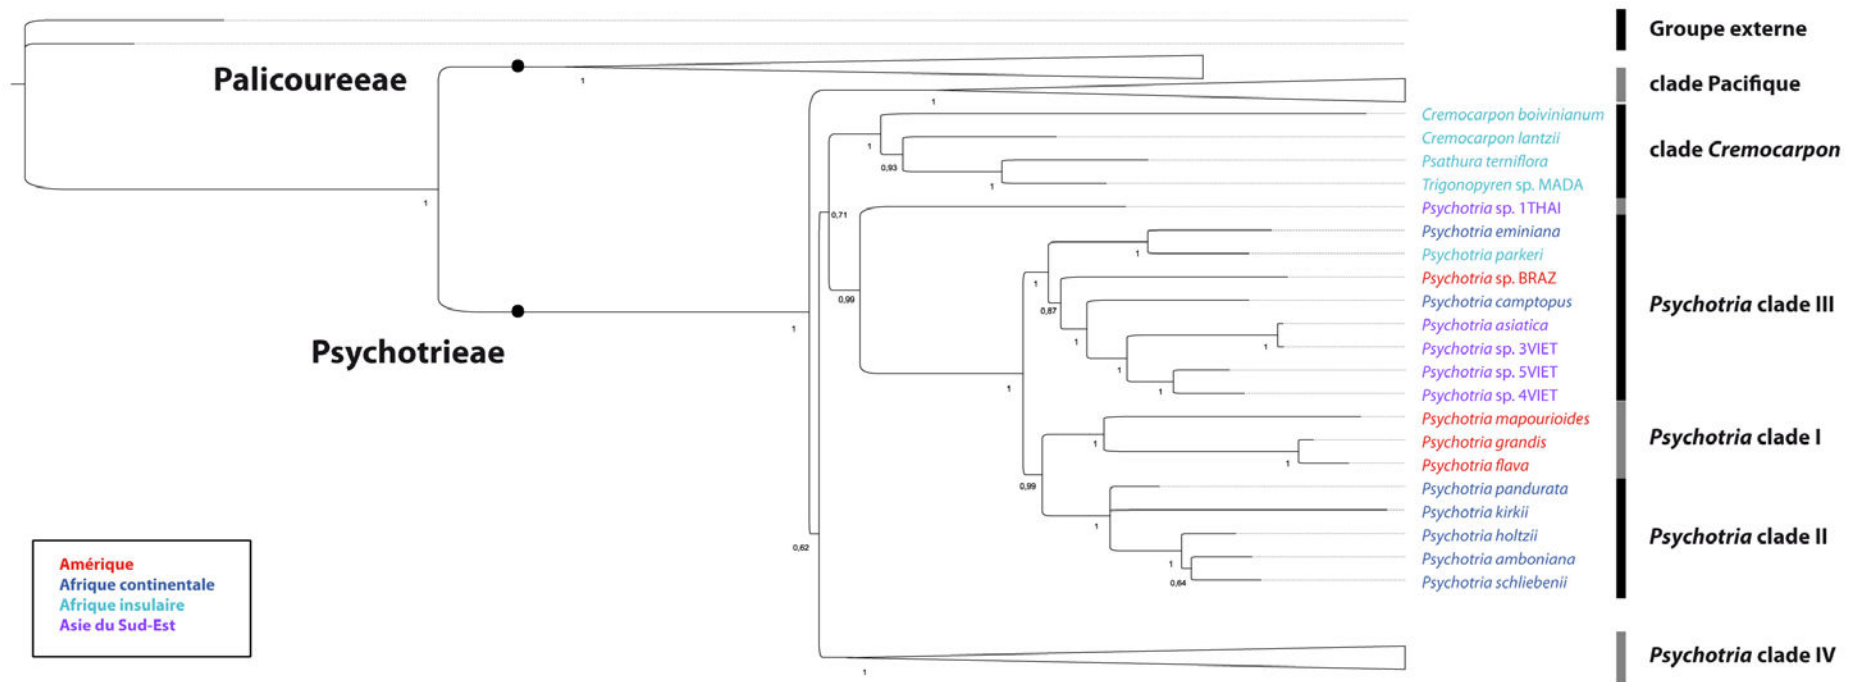 Groupe externe
Palicoureeae
1
clade Pacifique
1
Cremocarpon boivinianum
Cremocarpon lantzii
Psathura terniflora
Trigonopyren sp. MADA
clade Cremocarpon
1
0,93
1
1
0,71
Psychotria sp. 1THAI
Psychotria eminiana
Psychotria parkeri
Psychotria sp. BRAZ
Psychotria camptopus
Psychotria asiatica
Psychotria sp. 3VIET
Psychotria sp. 5VIET
Psychotria sp. 4VIET
Psychotria clade III
1
1
0,99
0,87
1
1
1
1
1
Psychotrieae
1
Psychotria mapourioides
Psychotria grandis
Psychotria flava
Psychotria clade I
1
1
0,99
Psychotria pandurata
Psychotria kirkii
Psychotria holtzii
Psychotria amboniana
Psychotria schliebenii
Psychotria clade II
1
0,62
1
0,64
Amérique
Afrique continentale
Afrique insulaire
Asie du Sud-Est
Psychotria clade IV
1